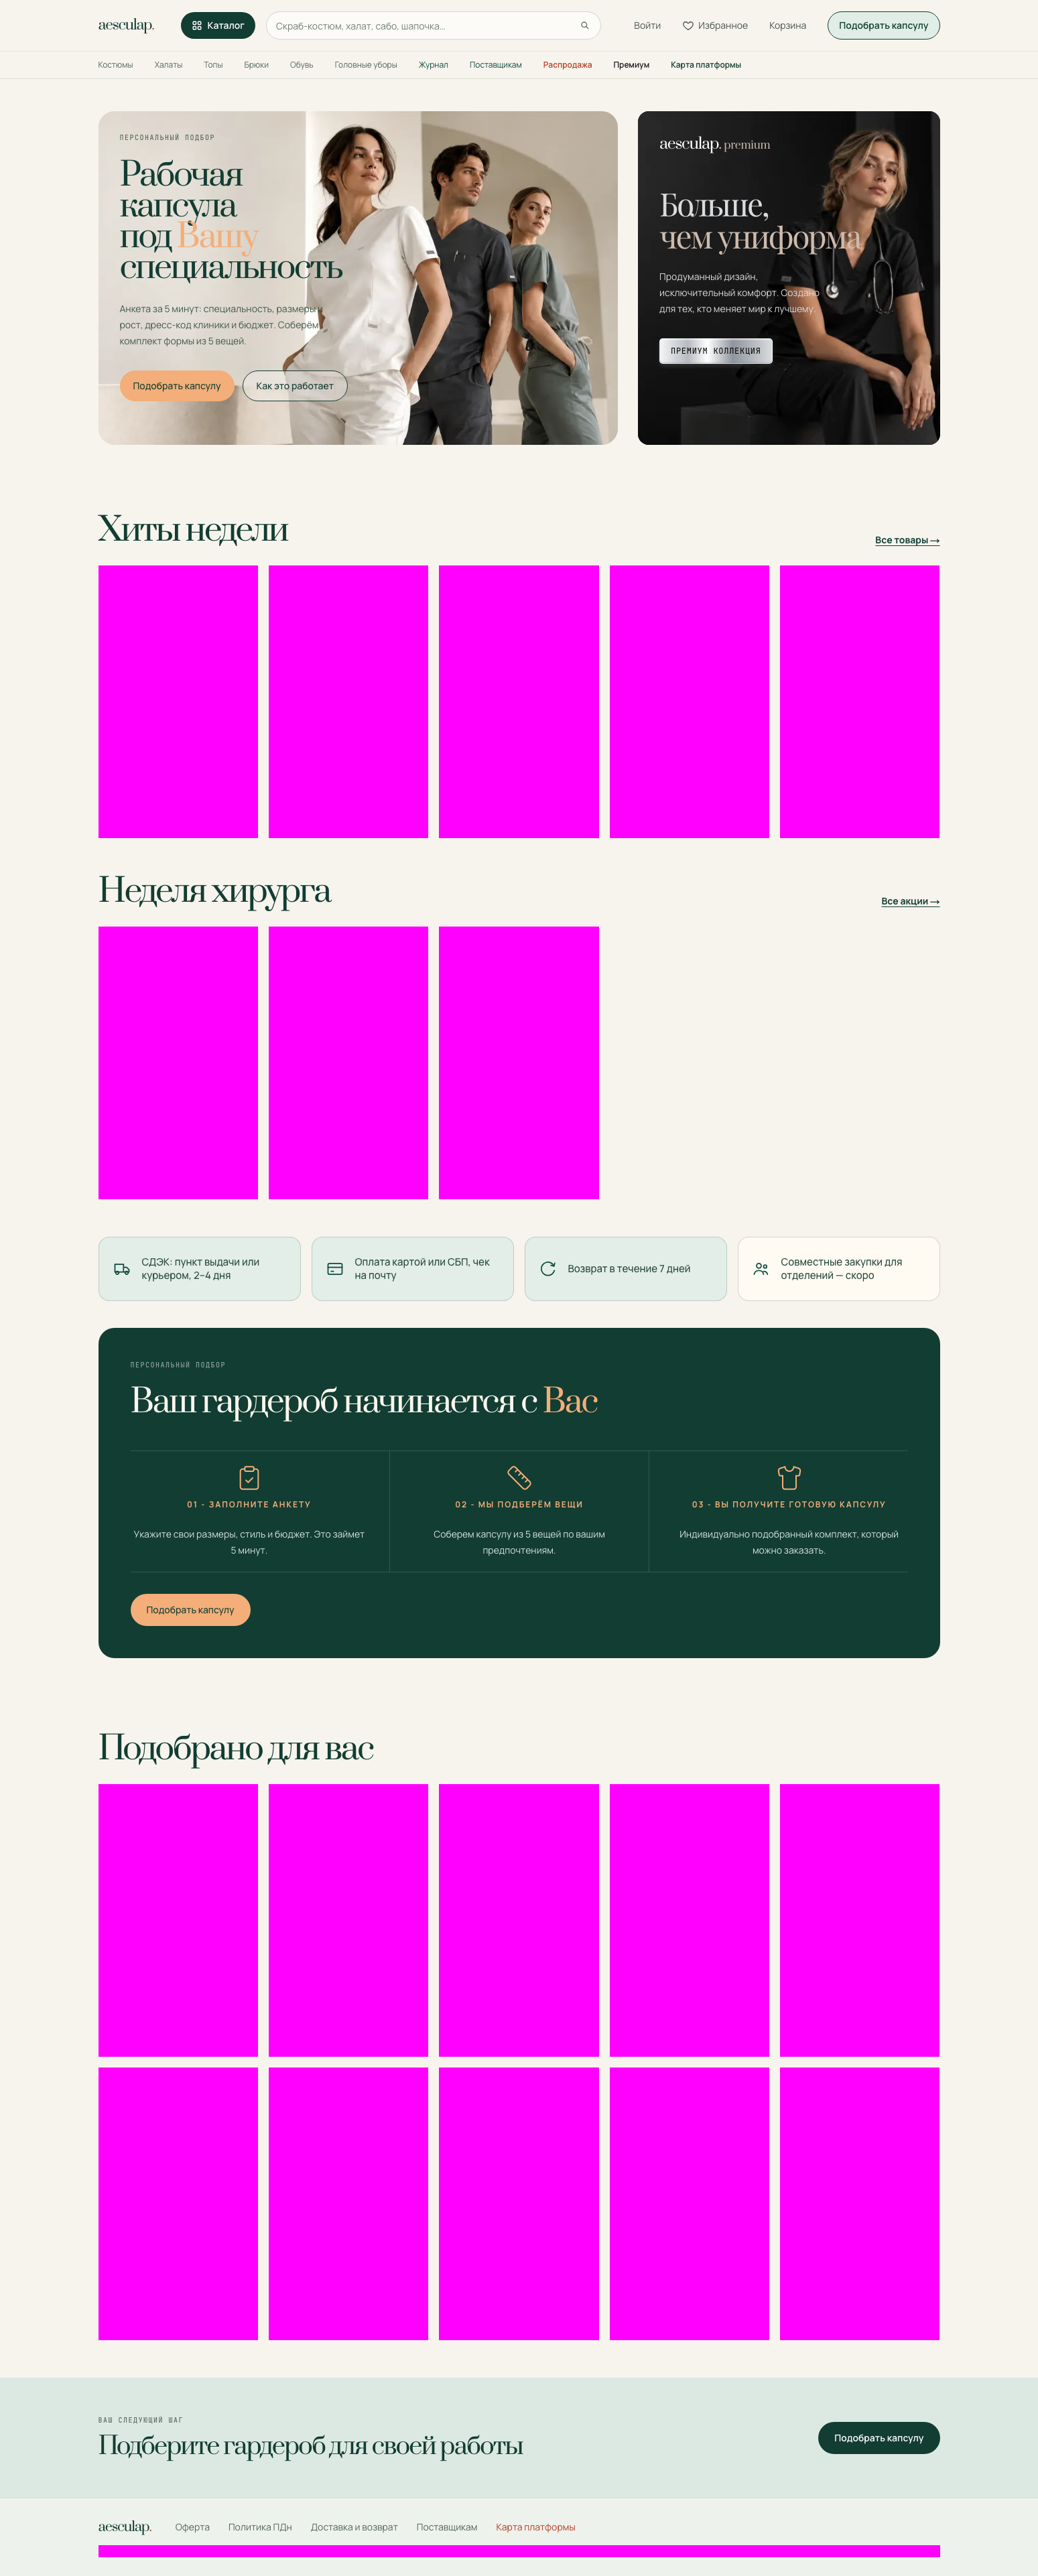 aesculap.
Каталог
Скраб-костюм, халат, сабо, шапочка...
Войти
Избранное
Корзина
Подобрать капсулу
Костюмы
Халаты
Топы
Брюки
Обувь
Головные уборы
Журнал
Поставщикам
Распродажа
Премиум
Карта платформы
ПЕРСОНАЛЬНЫЙ ПОДБОР
Рабочая
капсула
под Вашу
специальность
Анкета за 5 минут: специальность, размеры и
рост, дресс-код клиники и бюджет. Соберём
комплект формы из 5 вещей.
Подобрать капсулу
Как это работает
aesculap. premium
Больше,
чем униформа
Продуманный дизайн,
исключительный комфорт. Создано
для тех, кто меняет мир к лучшему.
ПРЕМИУМ КОЛЛЕКЦИЯ
Хиты недели
Все товары →
Неделя хирурга
Все акции →
СДЭК: пункт выдачи или
курьером, 2–4 дня
Оплата картой или СБП, чек
на почту
Возврат в течение 7 дней
Совместные закупки для
отделений — скоро
ПЕРСОНАЛЬНЫЙ ПОДБОР
Ваш гардероб начинается с Вас
01 - ЗАПОЛНИТЕ АНКЕТУ
Укажите свои размеры, стиль и бюджет. Это займет
5 минут.
02 - МЫ ПОДБЕРЁМ ВЕЩИ
Соберем капсулу из 5 вещей по вашим
предпочтениям.
03 - ВЫ ПОЛУЧИТЕ ГОТОВУЮ КАПСУЛУ
Индивидуально подобранный комплект, который
можно заказать.
Подобрать капсулу
Подобрано для вас
ВАШ СЛЕДУЮЩИЙ ШАГ
Подберите гардероб для своей работы
Подобрать капсулу
aesculap.
Оферта
Политика ПДн
Доставка и возврат
Поставщикам
Карта платформы